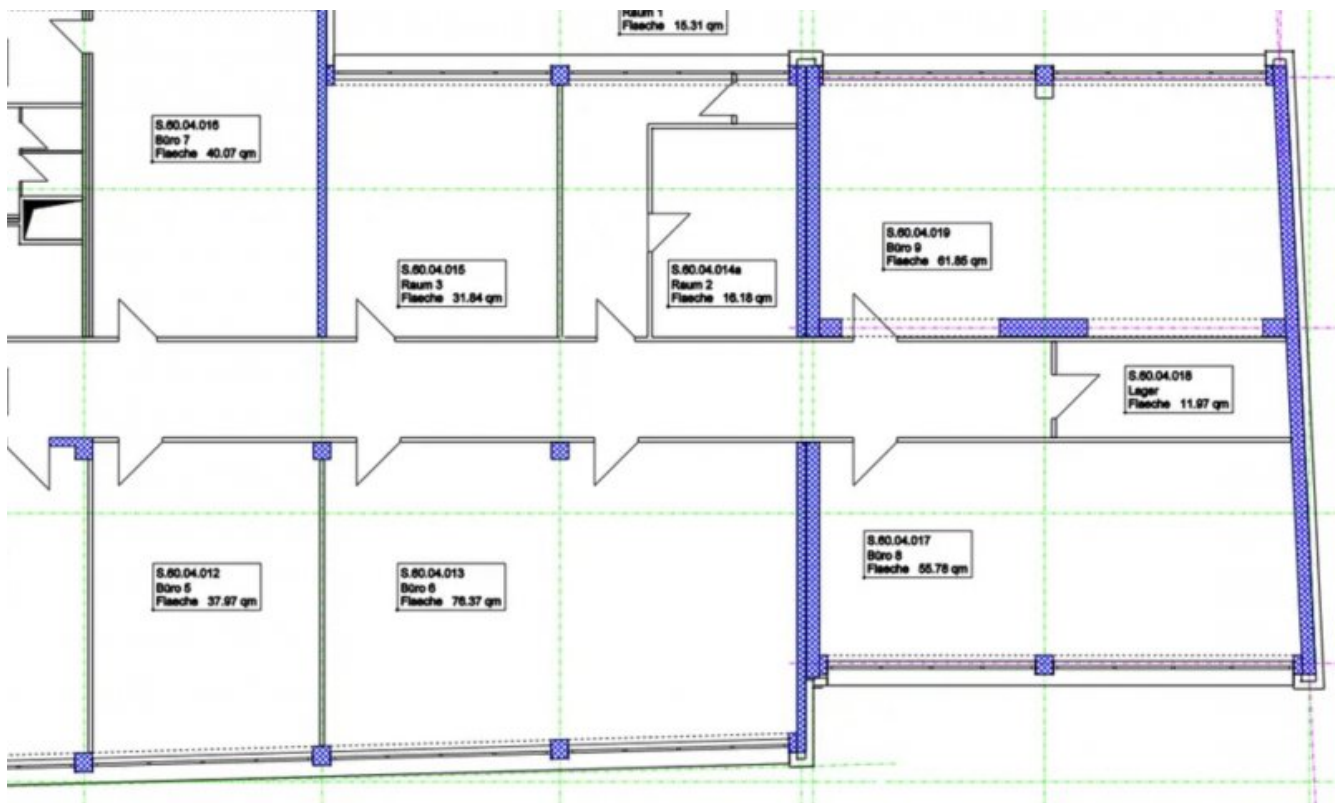 Raum 1
Flaeche 15.31 qm
S.60.04.016
Büro 7
Flaeche 40.07 qm
S.60.04.015
Raum 3
Flaeche 31.84 qm
S.60.04.014a
Raum 2
Flaeche 16.18 qm
S.60.04.019
Büro 9
Flaeche 61.85 qm
S.60.04.018
Lager
Flaeche 11.97 qm
S.60.04.012
Büro 5
Flaeche 37.97 qm
S.60.04.013
Büro 6
Flaeche 76.37 qm
S.60.04.017
Büro 8
Flaeche 55.78 qm